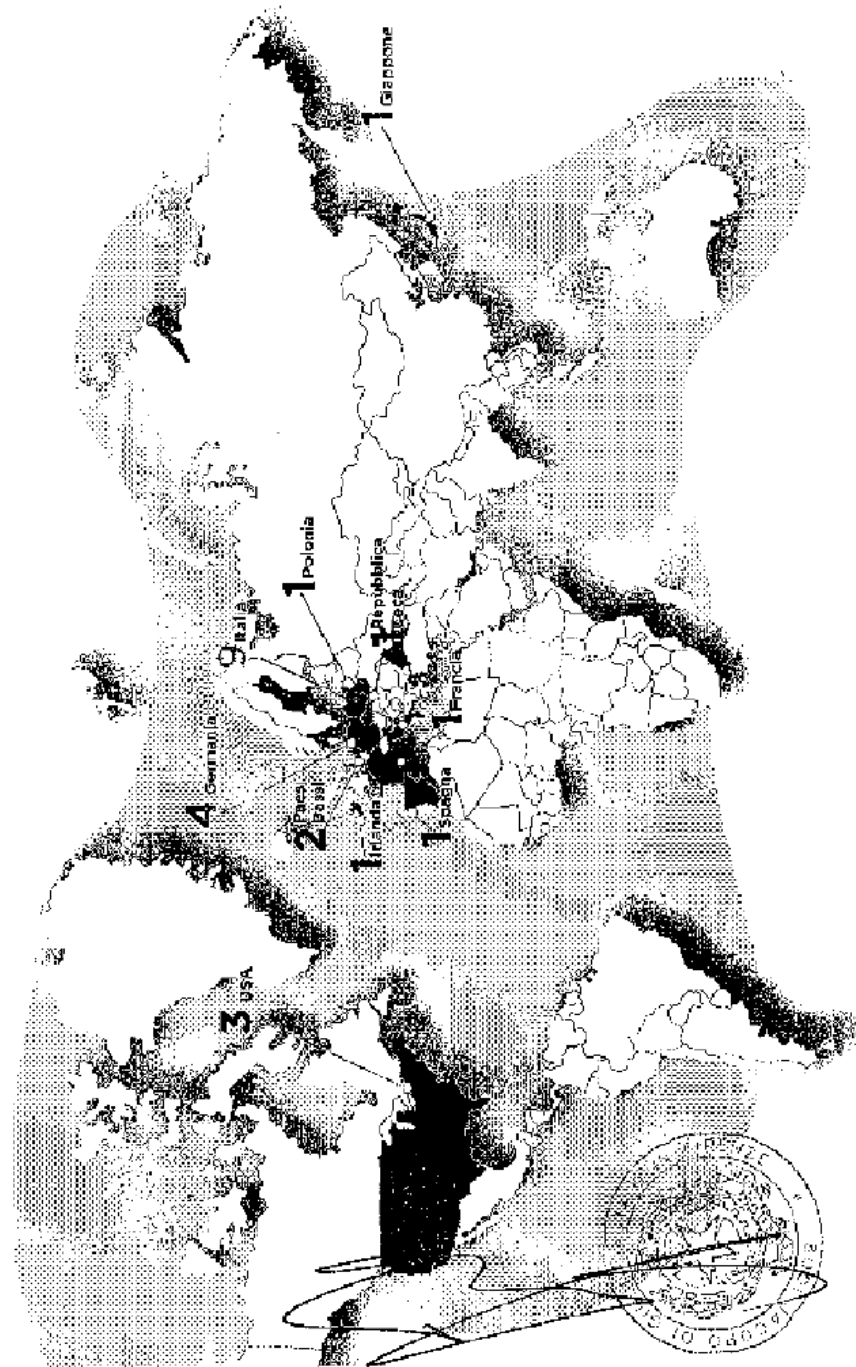 3
USA
4 Germania
2 Paesi
Bassi
1 Irlanda
1
Spagna
9
Italia
1 Polonia
1 Repubblica
Ceca
1
Francia
1 Giappone